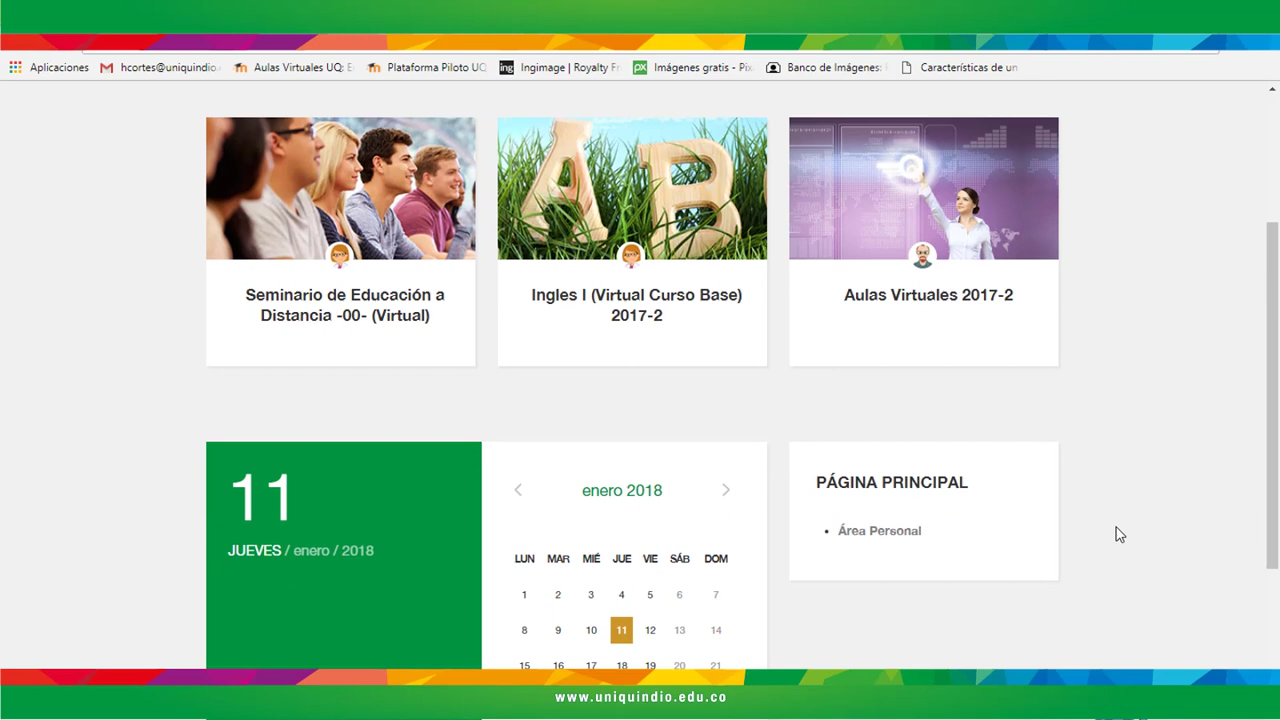 Aplicaciones hcortes@uniquindio. Aulas Virtuales UQ: E Plataforma Piloto UQ Ingimage | Royalty Fr Imágenes gratis - Pix Banco de Imágenes: Características de un
ing
px
A B
Seminario de Educación a
Distancia -00- (Virtual)
Ingles I (Virtual Curso Base)
2017-2
Aulas Virtuales 2017-2
11
JUEVES / enero / 2018
enero 2018
LUN MAR MIÉ JUE VIE SÁB DOM
1 2 3 4 5 6 7
8 9 10 11 12 13 14
15 16 17 18 19 20 21
PÁGINA PRINCIPAL
• Área Personal
www.uniquindio.edu.co